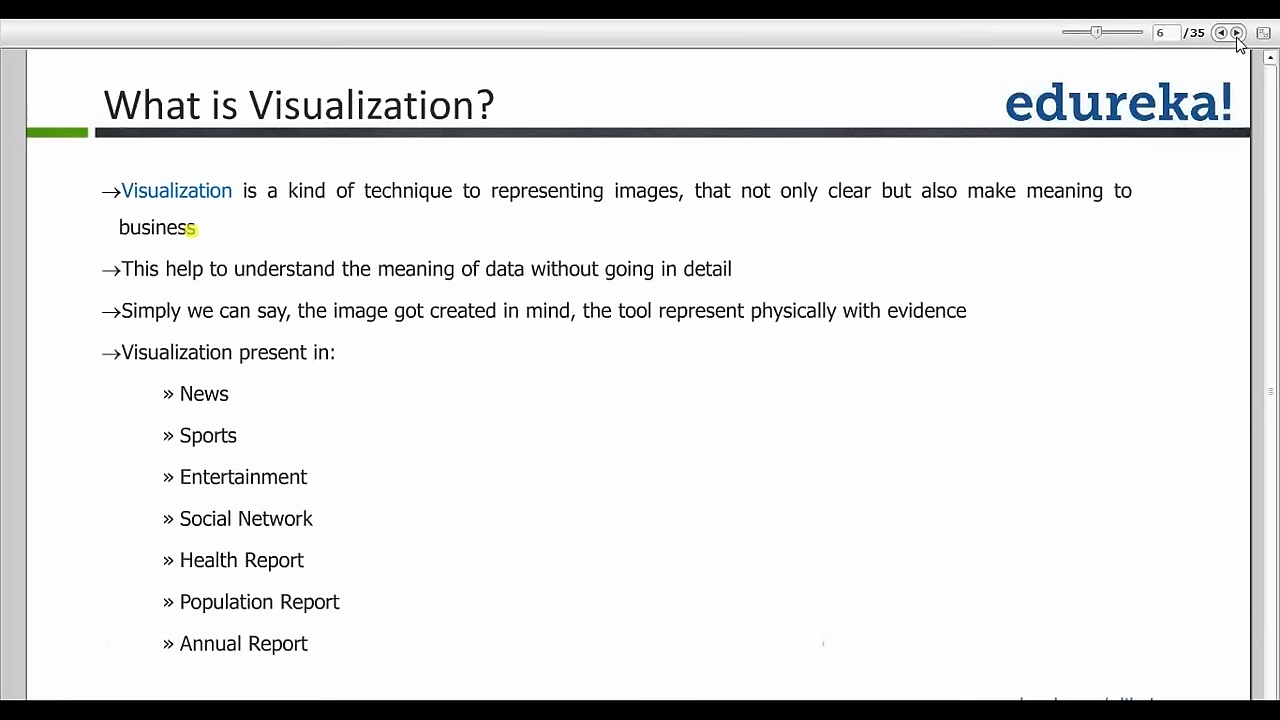 6 /35
What is Visualization?
edureka!
→Visualization is a kind of technique to representing images, that not only clear but also make meaning to
business
→This help to understand the meaning of data without going in detail
→Simply we can say, the image got created in mind, the tool represent physically with evidence
→Visualization present in:
» News
» Sports
» Entertainment
» Social Network
» Health Report
» Population Report
» Annual Report